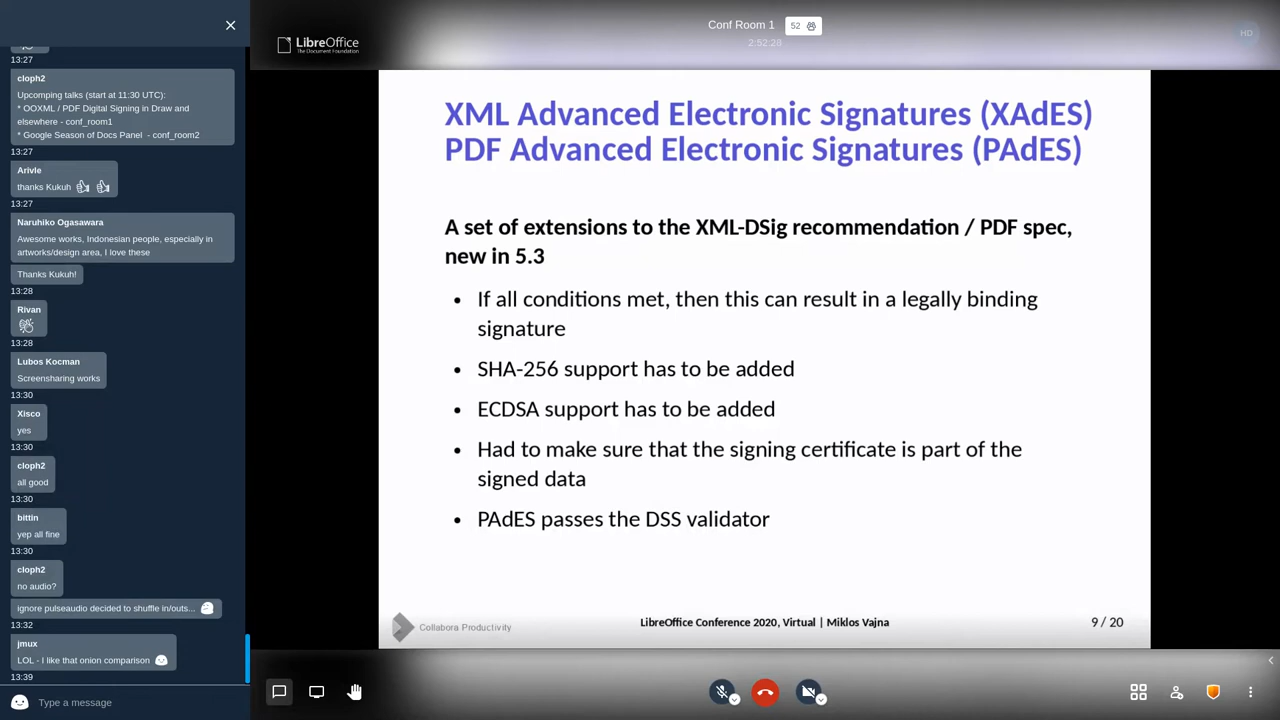 13:27
cloph2
Upcomping talks (start at 11:30 UTC):
* OOXML / PDF Digital Signing in Draw and
elsewhere - conf_room1
* Google Season of Docs Panel - conf_room2
13:27
Arivle
thanks Kukuh
13:27
Naruhiko Ogasawara
Awesome works, Indonesian people, especially in
artworks/design area, I love these
Thanks Kukuh!
13:28
Rivan
13:28
Lubos Kocman
Screensharing works
13:30
Xisco
yes
13:30
cloph2
all good
13:30
bittin
yep all fine
13:30
cloph2
no audio?
ignore pulseaudio decided to shuffle in/outs...
13:32
jmux
LOL - I like that onion comparison
13:39
Type a message
LibreOffice
The Document Foundation
Conf Room 1
52
2:52:28
HD
XML Advanced Electronic Signatures (XAdES)
PDF Advanced Electronic Signatures (PAdES)
A set of extensions to the XML-DSig recommendation / PDF spec,
new in 5.3
• If all conditions met, then this can result in a legally binding
signature
• SHA-256 support has to be added
• ECDSA support has to be added
• Had to make sure that the signing certificate is part of the
signed data
• PAdES passes the DSS validator
Collabora Productivity
LibreOffice Conference 2020, Virtual | Miklos Vajna
9 / 20